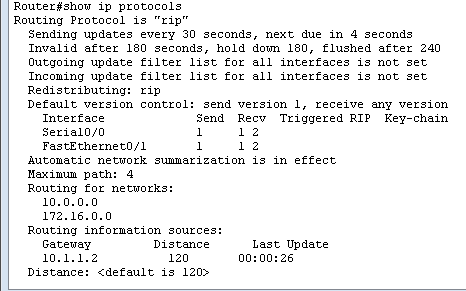 Router#show ip protocols
Routing Protocol is "rip"
Sending updates every 30 seconds, next due in 4 seconds
Invalid after 180 seconds, hold down 180, flushed after 240
Outgoing update filter list for all interfaces is not set
Incoming update filter list for all interfaces is not set
Redistributing: rip
Default version control: send version 1, receive any version
Interface Send Recv Triggered RIP Key-chain
Serial0/0 1 1 2
FastEthernet0/1 1 1 2
Automatic network summarization is in effect
Maximum path: 4
Routing for networks:
10.0.0.0
172.16.0.0
Routing information sources:
Gateway Distance Last Update
10.1.1.2 120 00:00:26
Distance: <default is 120>